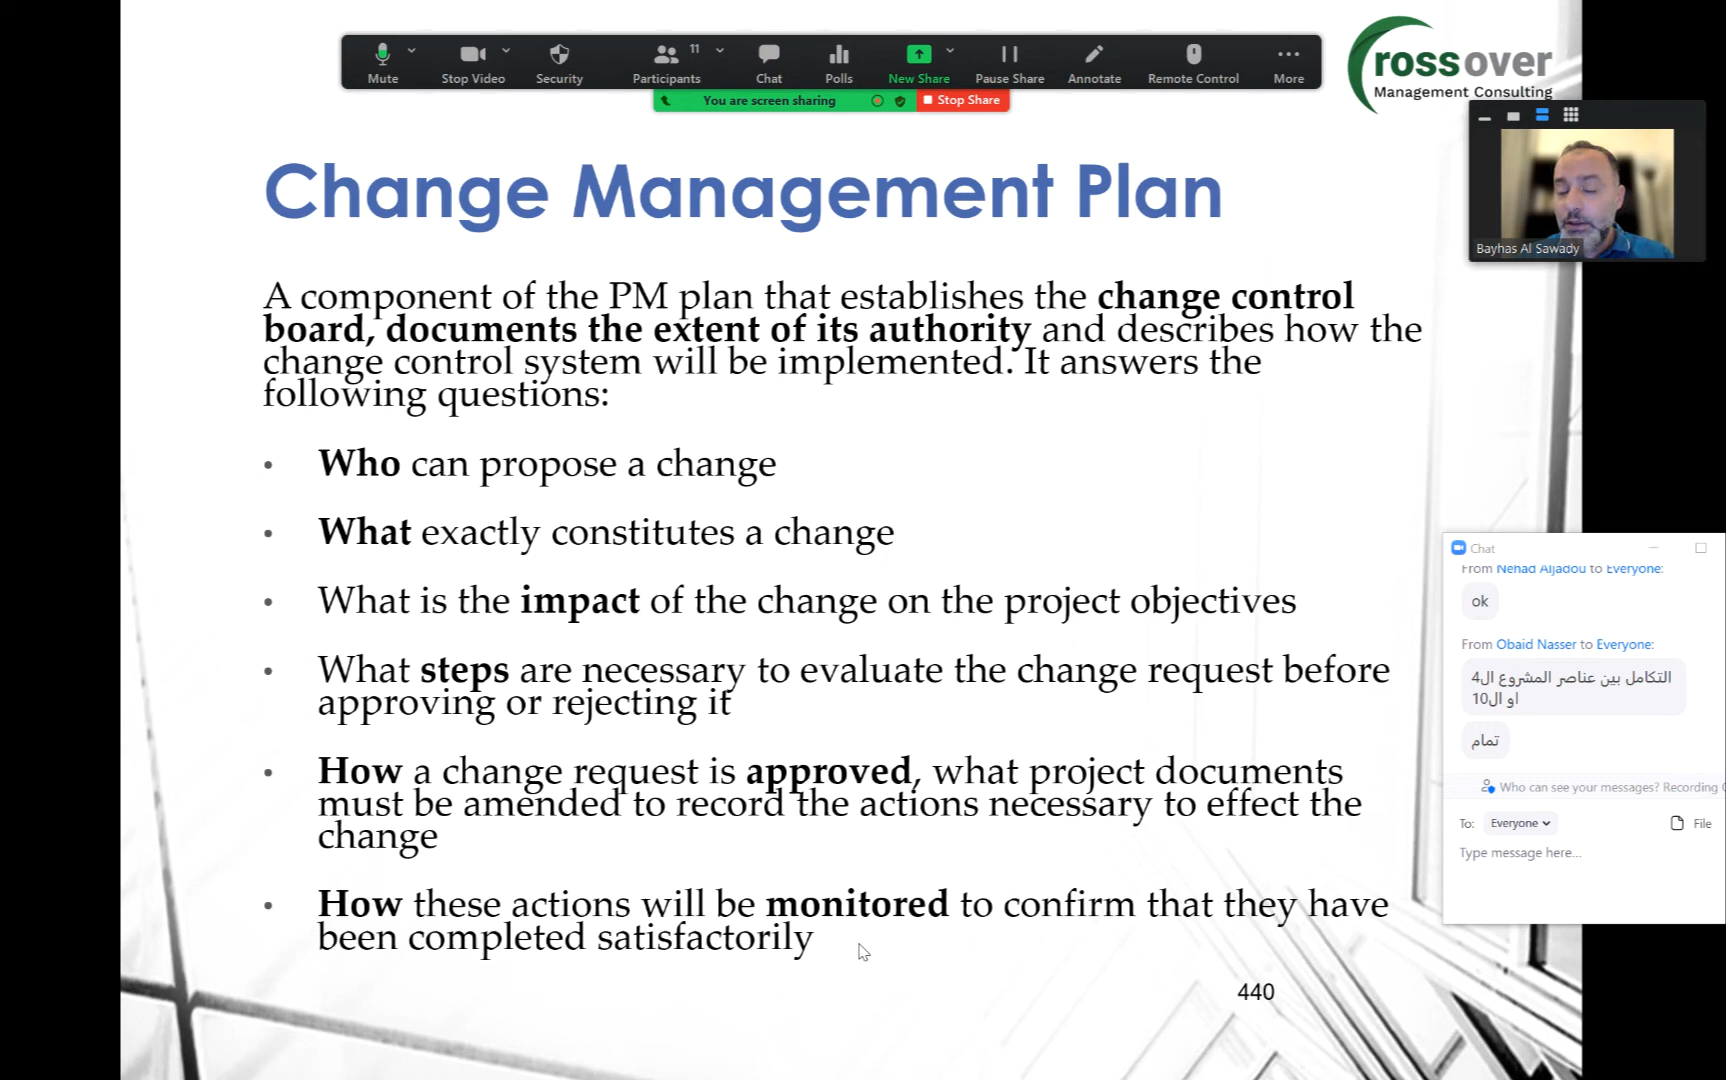 Mute
Stop Video
Security
Participants
11
Chat
Polls
New Share
Pause Share
Annotate
Remote Control
More
You are screen sharing
Stop Share
rossover
Management Consulting
Bayhas Al Sawady
Change Management Plan
A component of the PM plan that establishes the change control
board, documents the extent of its authority and describes how the
change control system will be implemented. It answers the
following questions:
• Who can propose a change
• What exactly constitutes a change
• What is the impact of the change on the project objectives
• What steps are necessary to evaluate the change request before
approving or rejecting it
• How a change request is approved, what project documents
must be amended to record the actions necessary to effect the
change
• How these actions will be monitored to confirm that they have
been completed satisfactorily
440
Chat
From Nehad Aljadou to Everyone:
ok
From Obaid Nasser to Everyone:
التكامل بين عناصر المشروع ال4
او ال10
تمام
Who can see your messages? Recording
To: Everyone
File
Type message here...